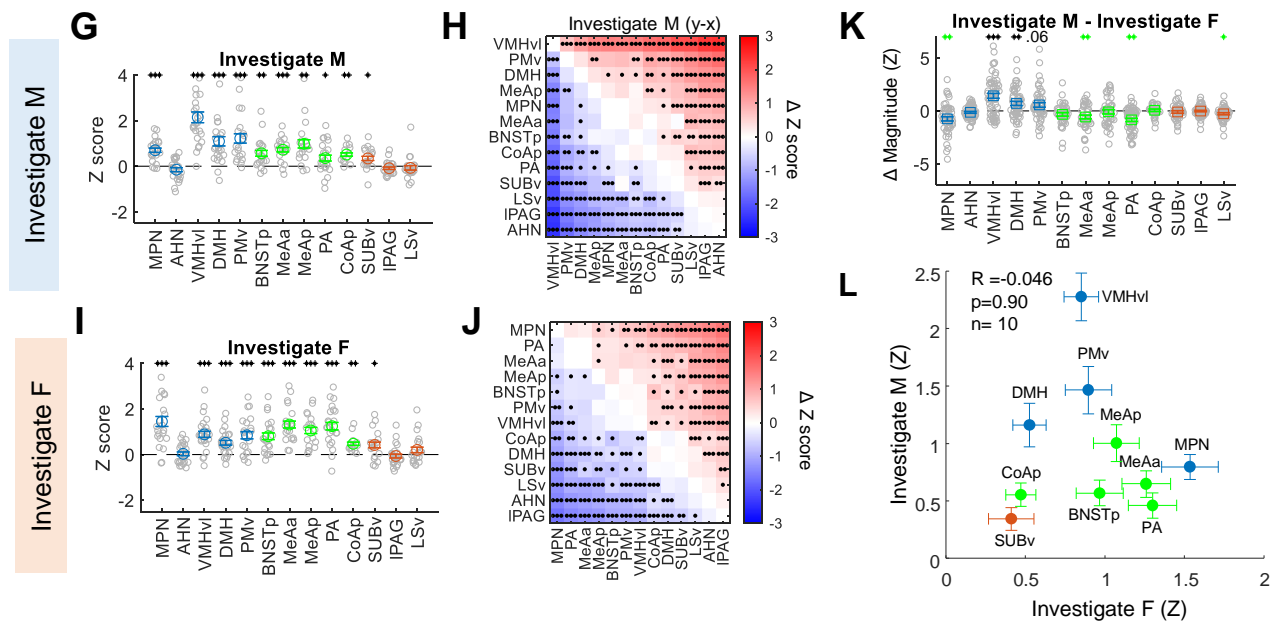 Investigate M
G
Investigate M
Z score
4
2
0
-2
MPN
AHN
VMHvl
DMH
PMv
BNSTp
MeAa
MeAp
PA
CoAp
SUBv
lPAG
LSv
H
Investigate M (y-x)
VMHvl
PMv
DMH
MeAp
MPN
MeAa
BNSTp
CoAp
PA
SUBv
LSv
lPAG
AHN
VMHvl
PMv
DMH
MeAp
MPN
MeAa
BNSTp
CoAp
PA
SUBv
LSv
lPAG
AHN
3
2
1
0
-1
-2
-3
Δ Z score
K
Investigate M - Investigate F
.06
Δ Magnitude (Z)
5
0
-5
MPN
AHN
VMHvl
DMH
PMv
BNSTp
MeAa
MeAp
PA
CoAp
SUBv
lPAG
LSv
Investigate F
I
Investigate F
Z score
4
2
0
-2
MPN
AHN
VMHvl
DMH
PMv
BNSTp
MeAa
MeAp
PA
CoAp
SUBv
lPAG
LSv
J
MPN
PA
MeAa
MeAp
BNSTp
PMv
VMHvl
CoAp
DMH
SUBv
LSv
AHN
lPAG
MPN
PA
MeAa
MeAp
BNSTp
PMv
VMHvl
CoAp
DMH
SUBv
LSv
AHN
lPAG
3
2
1
0
-1
-2
-3
Δ Z score
L
R =-0.046
p=0.90
n= 10
VMHvl
PMv
DMH
MeAp
MPN
MeAa
CoAp
BNSTp
PA
SUBv
Investigate M (Z)
2.5
2
1.5
1
0.5
0
0
0.5
1
1.5
2
Investigate F (Z)